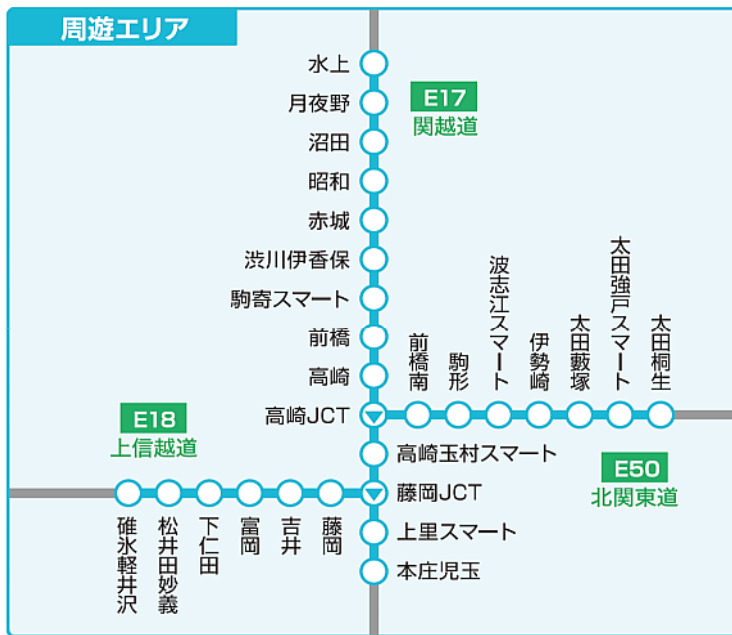 周遊エリア
水上
月夜野
沼田
昭和
赤城
渋川伊香保
駒寄スマート
前橋
高崎
高崎JCT
E17
関越道
前橋南
駒形
波志江スマート
伊勢崎
太田藪塚
太田強戸スマート
太田桐生
E18
上信越道
高崎玉村スマート
藤岡JCT
上里スマート
本庄児玉
E50
北関東道
碓氷軽井沢
松井田妙義
下仁田
富岡
吉井
藤岡